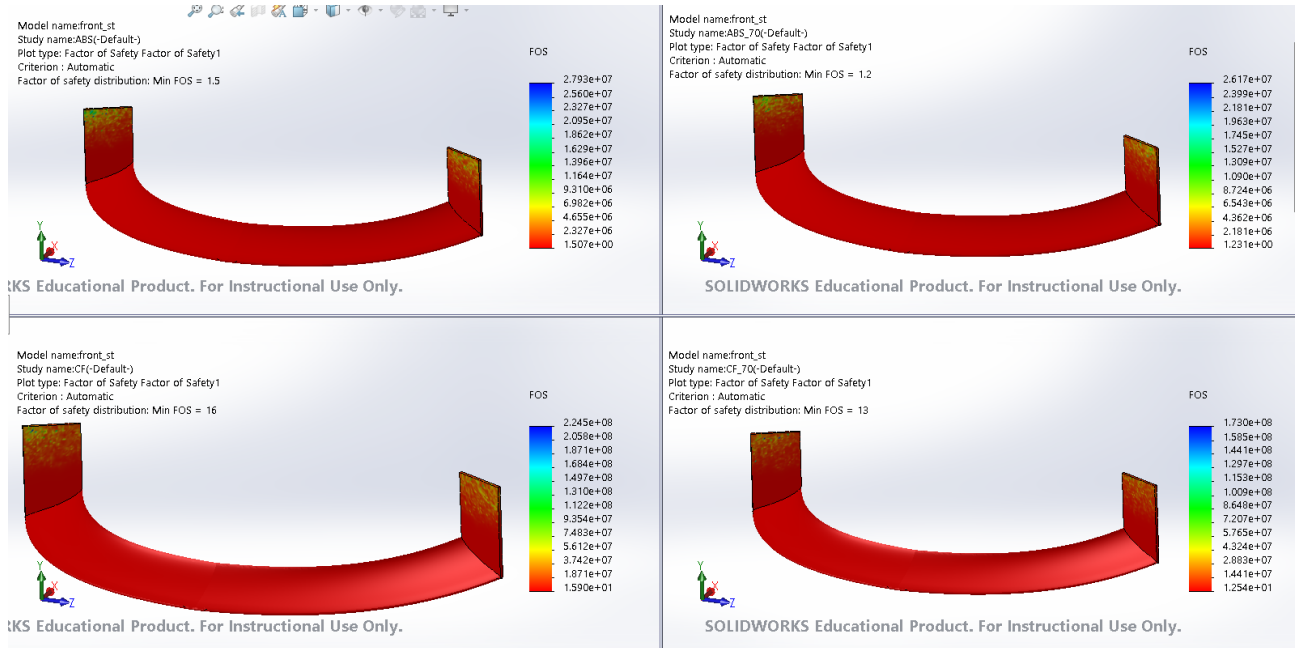 Model name:front_st
Study name:ABS(-Default-)
Plot type: Factor of Safety Factor of Safety1
Criterion : Automatic
Factor of safety distribution: Min FOS = 1.5
FOS
2.793e+07
2.560e+07
2.327e+07
2.095e+07
1.862e+07
1.629e+07
1.396e+07
1.164e+07
9.310e+06
6.982e+06
4.655e+06
2.327e+06
1.507e+00
Y
X
Z
RKS Educational Product. For Instructional Use Only.
Model name:front_st
Study name:ABS_70(-Default-)
Plot type: Factor of Safety Factor of Safety1
Criterion : Automatic
Factor of safety distribution: Min FOS = 1.2
FOS
2.617e+07
2.399e+07
2.181e+07
1.963e+07
1.745e+07
1.527e+07
1.309e+07
1.090e+07
8.724e+06
6.543e+06
4.362e+06
2.181e+06
1.231e+00
Y
X
Z
SOLIDWORKS Educational Product. For Instructional Use Only.
Model name:front_st
Study name:CF(-Default-)
Plot type: Factor of Safety Factor of Safety1
Criterion : Automatic
Factor of safety distribution: Min FOS = 16
FOS
2.245e+08
2.058e+08
1.871e+08
1.684e+08
1.497e+08
1.310e+08
1.122e+08
9.354e+07
7.483e+07
5.612e+07
3.742e+07
1.871e+07
1.590e+01
Y
X
Z
RKS Educational Product. For Instructional Use Only.
Model name:front_st
Study name:CF_70(-Default-)
Plot type: Factor of Safety Factor of Safety1
Criterion : Automatic
Factor of safety distribution: Min FOS = 13
FOS
1.730e+08
1.585e+08
1.441e+08
1.297e+08
1.153e+08
1.009e+08
8.648e+07
7.207e+07
5.765e+07
4.324e+07
2.883e+07
1.441e+07
1.254e+01
Y
X
Z
SOLIDWORKS Educational Product. For Instructional Use Only.